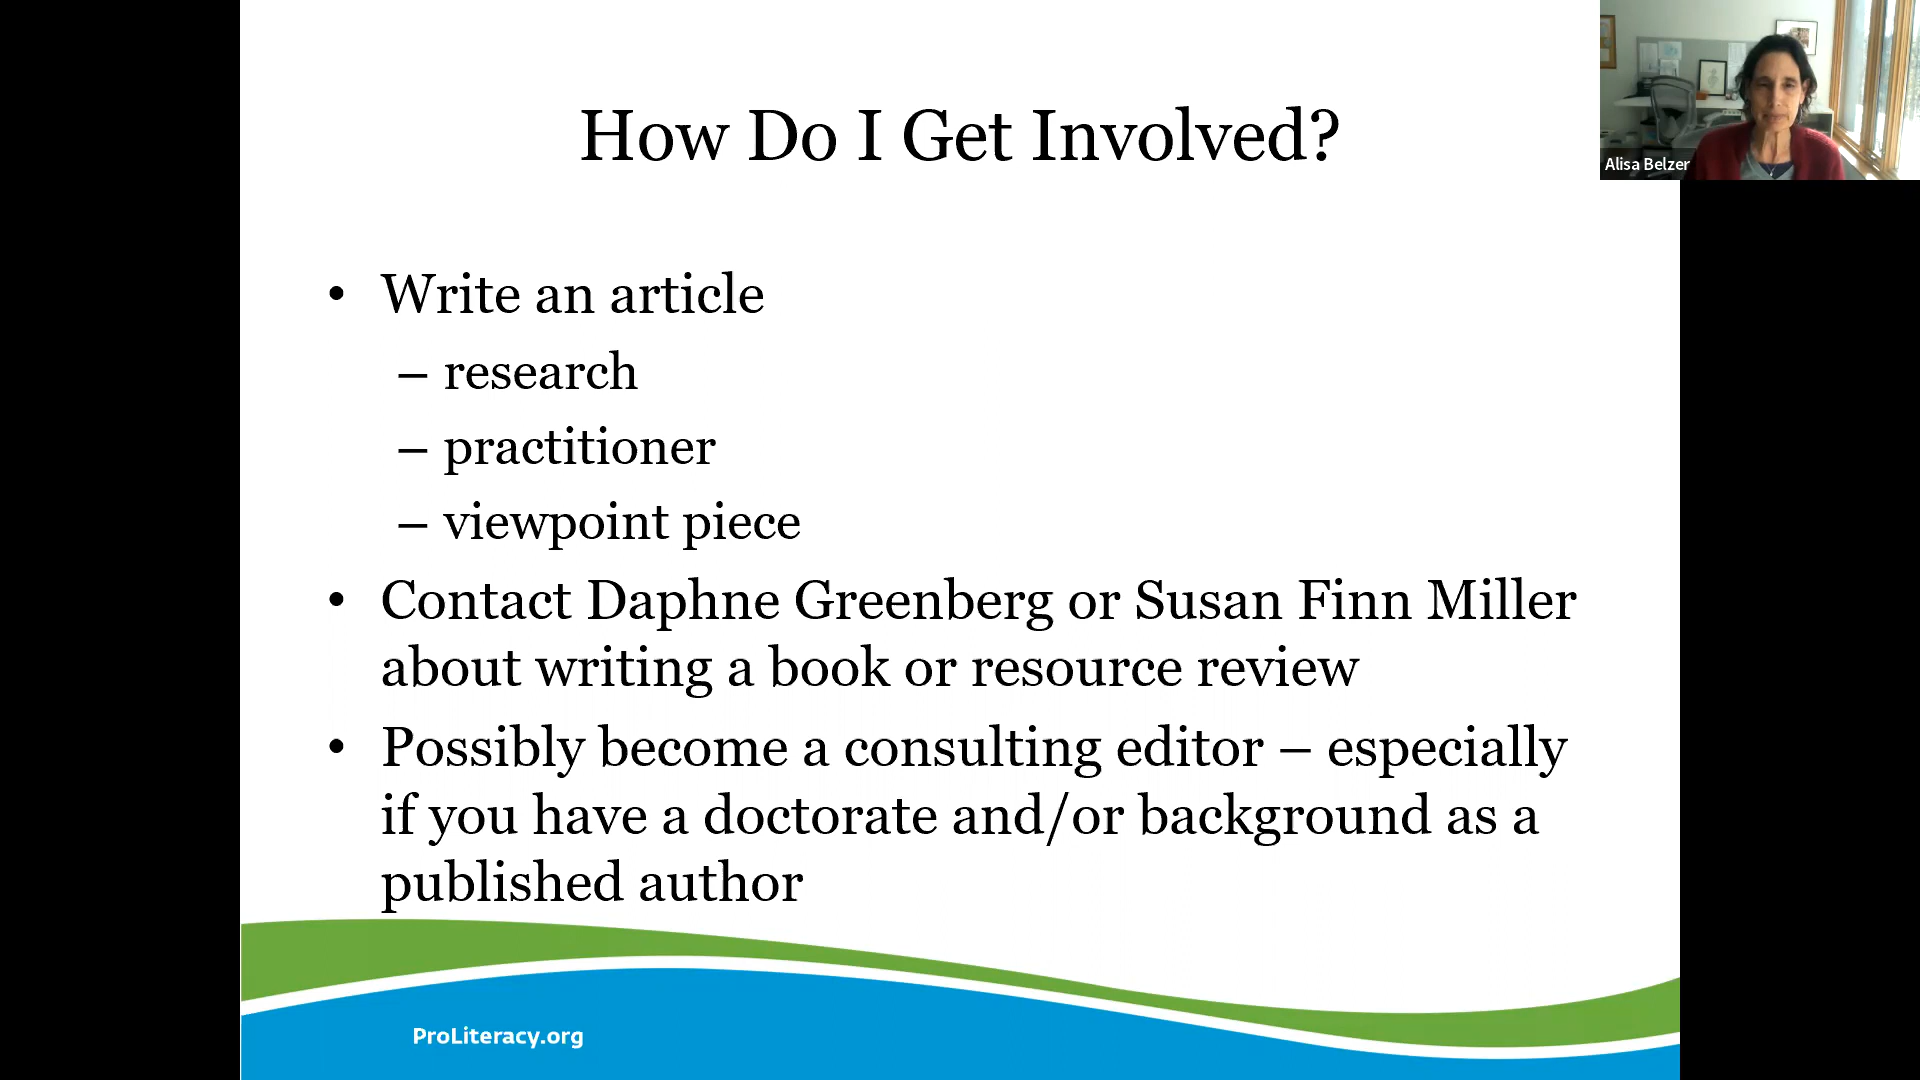 How Do I Get Involved?
Alisa Belzer
• Write an article
– research
– practitioner
– viewpoint piece
• Contact Daphne Greenberg or Susan Finn Miller
about writing a book or resource review
• Possibly become a consulting editor – especially
if you have a doctorate and/or background as a
published author
ProLiteracy.org